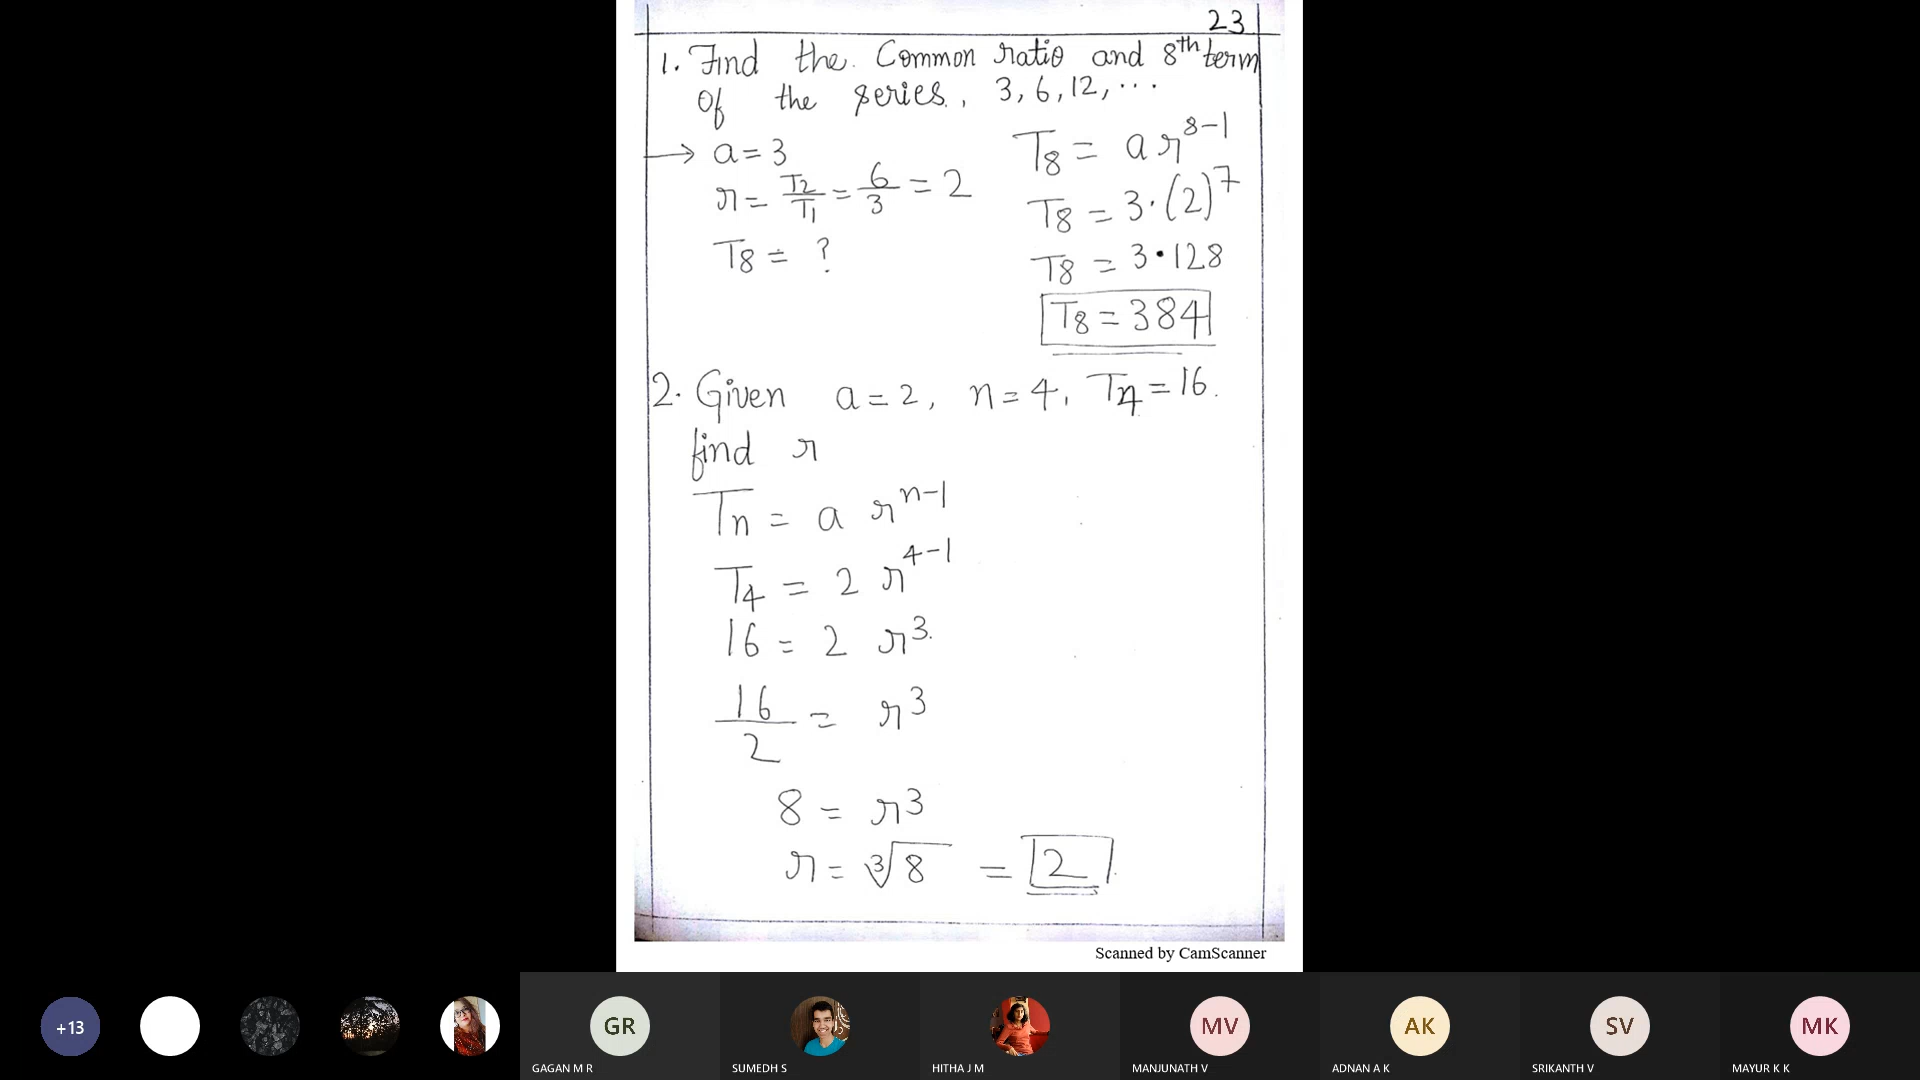 23
1. Find the Common ratio and 8th term
Of the series, 3, 6, 12, ...
→ a = 3
r = T2/T1 = 6/3 = 2
T8 = ?
T8 = a r^8-1
T8 = 3·(2)^7
T8 = 3·128
T8 = 384
2. Given a = 2, n = 4, T4 = 16.
find r
Tn = a r^n-1
T4 = 2 r^4-1
16 = 2 r^3
16/2 = r^3
8 = r^3
r = ∛8 = 2
Scanned by CamScanner
+13
GR
MV
AK
SV
MK
GAGAN M R
SUMEDH S
HITHA J M
MANJUNATH V
ADNAN A K
SRIKANTH V
MAYUR K K